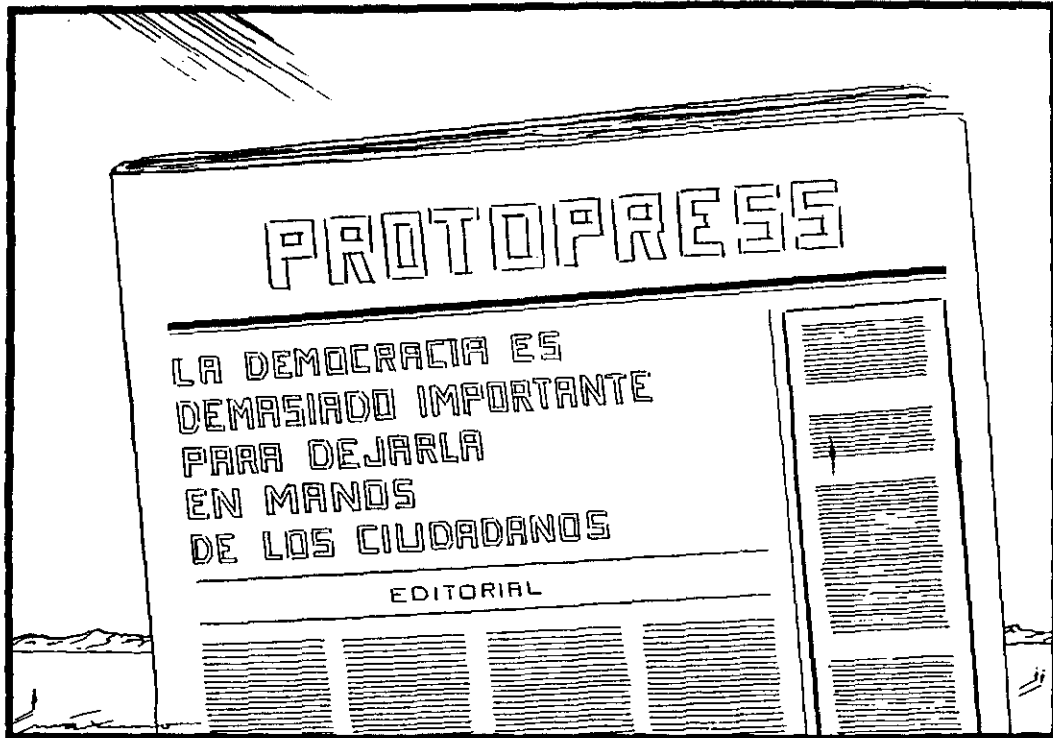 PROTOPRESS
LA DEMOCRACIA ES
DEMASIADO IMPORTANTE
PARA DEJARLA
EN MANOS
DE LOS CIUDADANOS
EDITORIAL